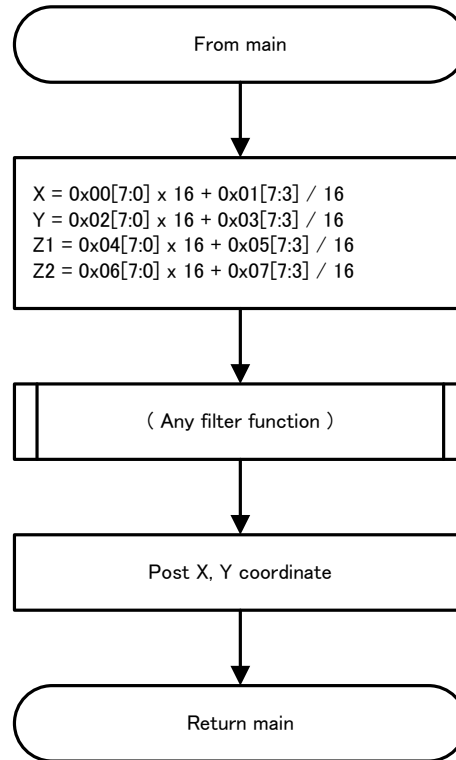 From main
X = 0x00[7:0] x 16 + 0x01[7:3] / 16
Y = 0x02[7:0] x 16 + 0x03[7:3] / 16
Z1 = 0x04[7:0] x 16 + 0x05[7:3] / 16
Z2 = 0x06[7:0] x 16 + 0x07[7:3] / 16
( Any filter function )
Post X, Y coordinate
Return main